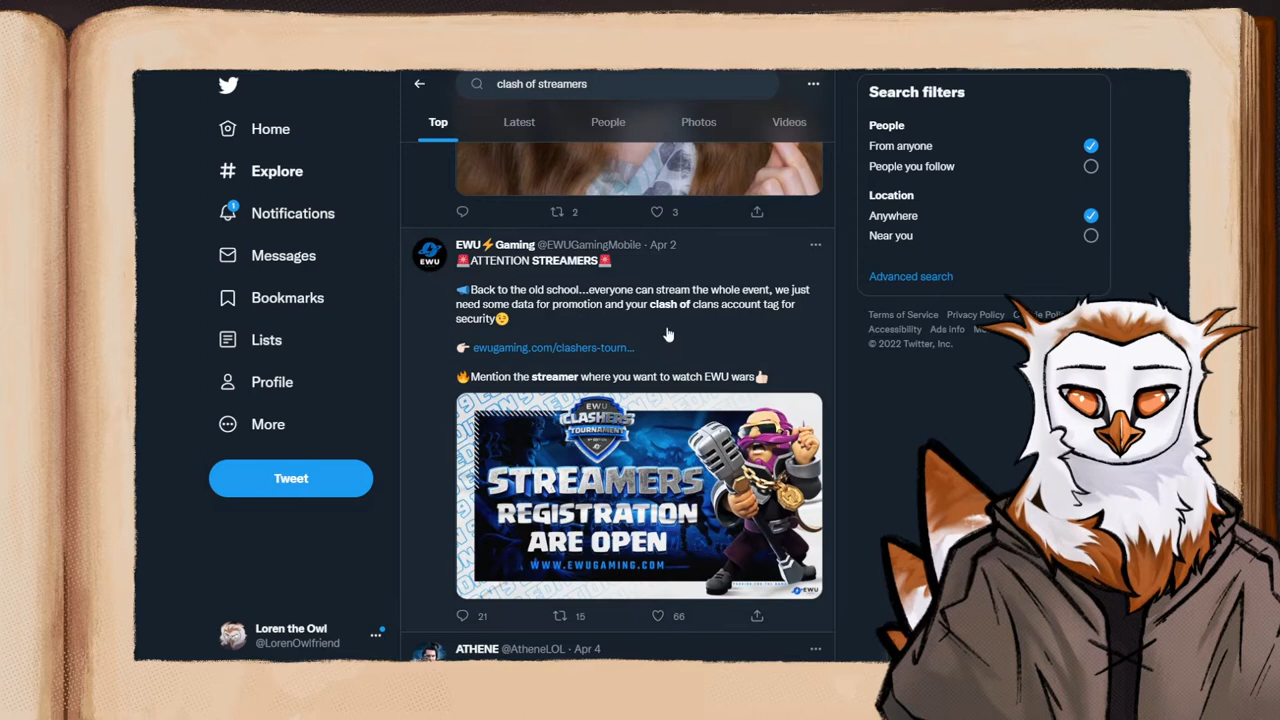 clash of streamers
Top
Latest
People
Photos
Videos
Home
Explore
1
Notifications
Messages
Bookmarks
Lists
Profile
More
Tweet
Loren the Owl
@LorenOwlfriend
2
3
EWU⚡Gaming @EWUGamingMobile · Apr 2
🚨ATTENTION STREAMERS🚨
📣Back to the old school...everyone can stream the whole event, we just
need some data for promotion and your clash of clans account tag for
security😉
👉 ewugaming.com/clashers-tourn...
🔥Mention the streamer where you want to watch EWU wars👍
EWU
EWU
CLASHERS
TOURNAMENT
STREAMERS
REGISTRATION
ARE OPEN
WWW.EWUGAMING.COM
EWU
21
15
66
ATHENE @AtheneLOL · Apr 4
Search filters
People
From anyone
People you follow
Location
Anywhere
Near you
Advanced search
Terms of Service Privacy Policy
Accessibility Ads info
© 2022 Twitter, Inc.